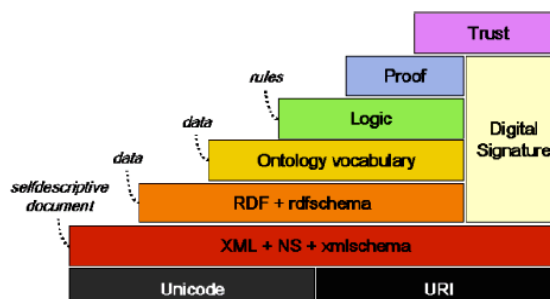 Trust
Proof
rules
Logic
Digital
Signature
data
Ontology vocabulary
data
RDF + rdfschema
selfdescriptive
document
XML + NS + xmlschema
Unicode
URI